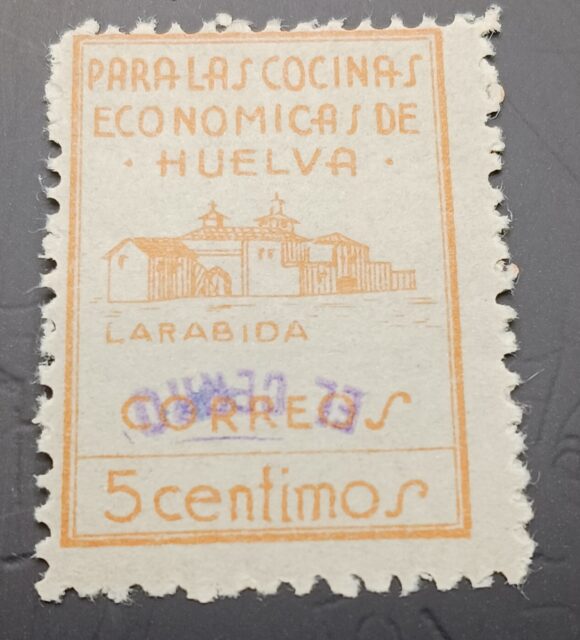 PARA LAS COCINAS
ECONOMICAS DE
· HUELVA ·
LARABIDA
CORREOS
5 centimos